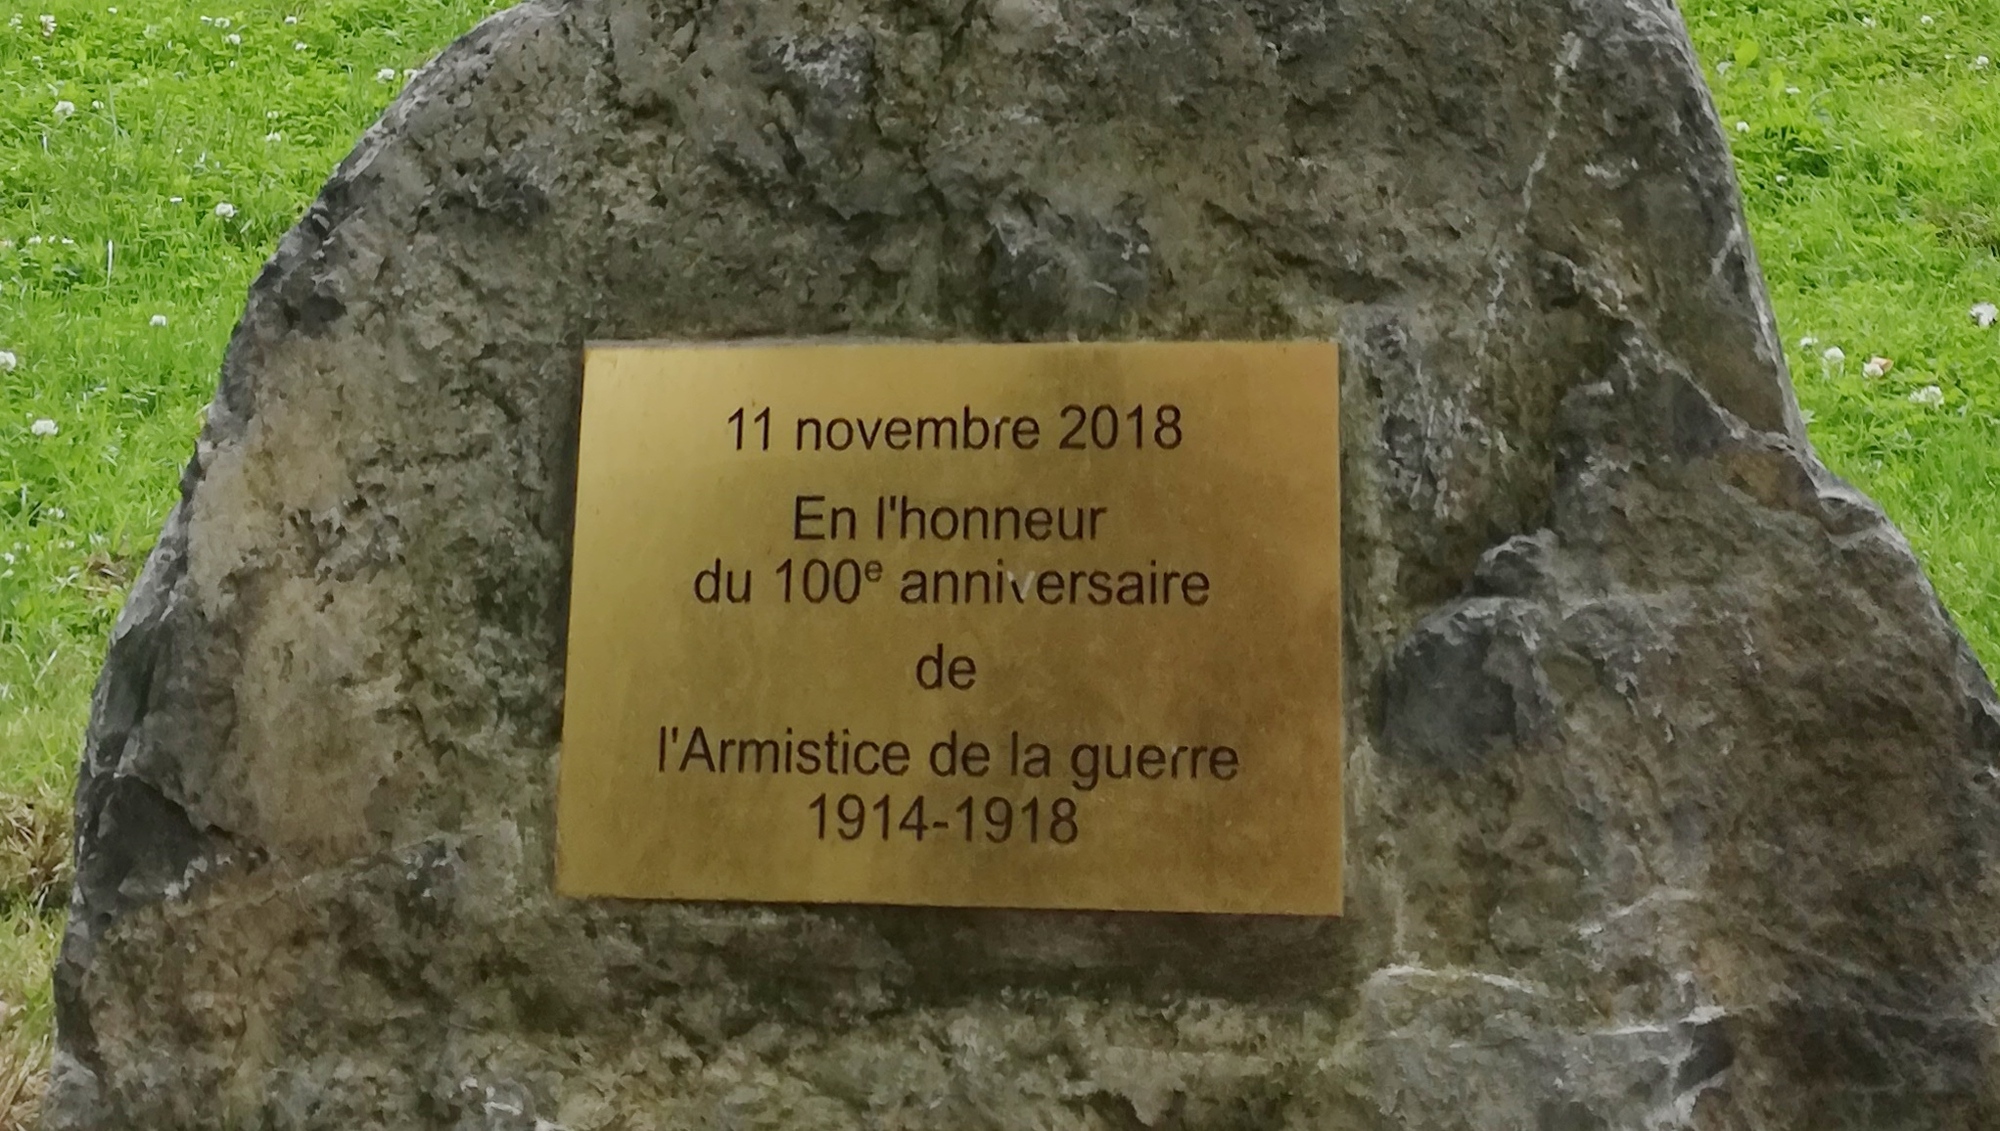 11 novembre 2018
En l'honneur
du 100e anniversaire
de
l'Armistice de la guerre
1914-1918